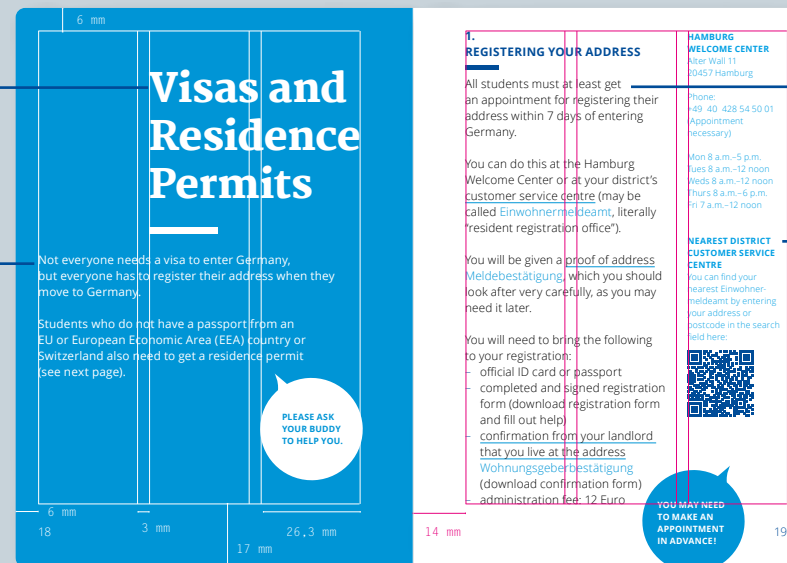 6 mm
Visas and
Residence
Permits
Not everyone needs a visa to enter Germany,
but everyone has to register their address when they
move to Germany.
Students who do not have a passport from an
EU or European Economic Area (EEA) country or
Switzerland also need to get a residence permit
(see next page).
PLEASE ASK
YOUR BUDDY
TO HELP YOU.
6 mm
18
3 mm
17 mm
26,3 mm
1.
REGISTERING YOUR ADDRESS
All students must at least get
an appointment for registering their
address within 7 days of entering
Germany.
You can do this at the Hamburg
Welcome Center or at your district’s
customer service centre (may be
called Einwohnermeldeamt, literally
“resident registration office”).
You will be given a proof of address
Meldebestätigung, which you should
look after very carefully, as you may
need it later.
You will need to bring the following
to your registration:
– official ID card or passport
– completed and signed registration
form (download registration form
and fill out help)
– confirmation from your landlord
that you live at the address
Wohnungsgeberbestätigung
(download confirmation form)
– administration fee: 12 Euro
14 mm
HAMBURG
WELCOME CENTER
Alter Wall 11
20457 Hamburg
Phone:
+49 40 428 54 50 01
(Appointment
necessary)
Mon 8 a.m.–5 p.m.
Tues 8 a.m.–12 noon
Weds 8 a.m.–12 noon
Thurs 8 a.m.–6 p.m.
Fri 7 a.m.–12 noon
NEAREST DISTRICT
CUSTOMER SERVICE
CENTRE
You can find your
nearest Einwohner-
meldeamt by entering
your address or
postcode in the search
field here:
YOU MAY NEED
TO MAKE AN
APPOINTMENT
IN ADVANCE!
19